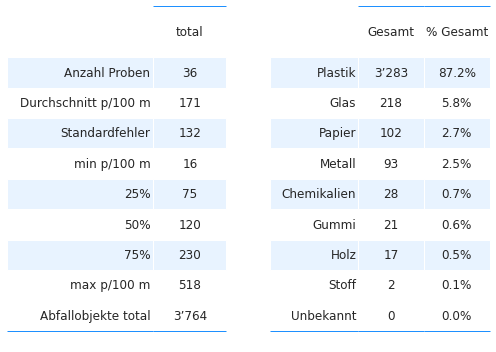 total
Anzahl Proben 36
Durchschnitt p/100 m 171
Standardfehler 132
min p/100 m 16
25% 75
50% 120
75% 230
max p/100 m 518
Abfallobjekte total 3’764
Gesamt % Gesamt
Plastik 3’283 87.2%
Glas 218 5.8%
Papier 102 2.7%
Metall 93 2.5%
Chemikalien 28 0.7%
Gummi 21 0.6%
Holz 17 0.5%
Stoff 2 0.1%
Unbekannt 0 0.0%